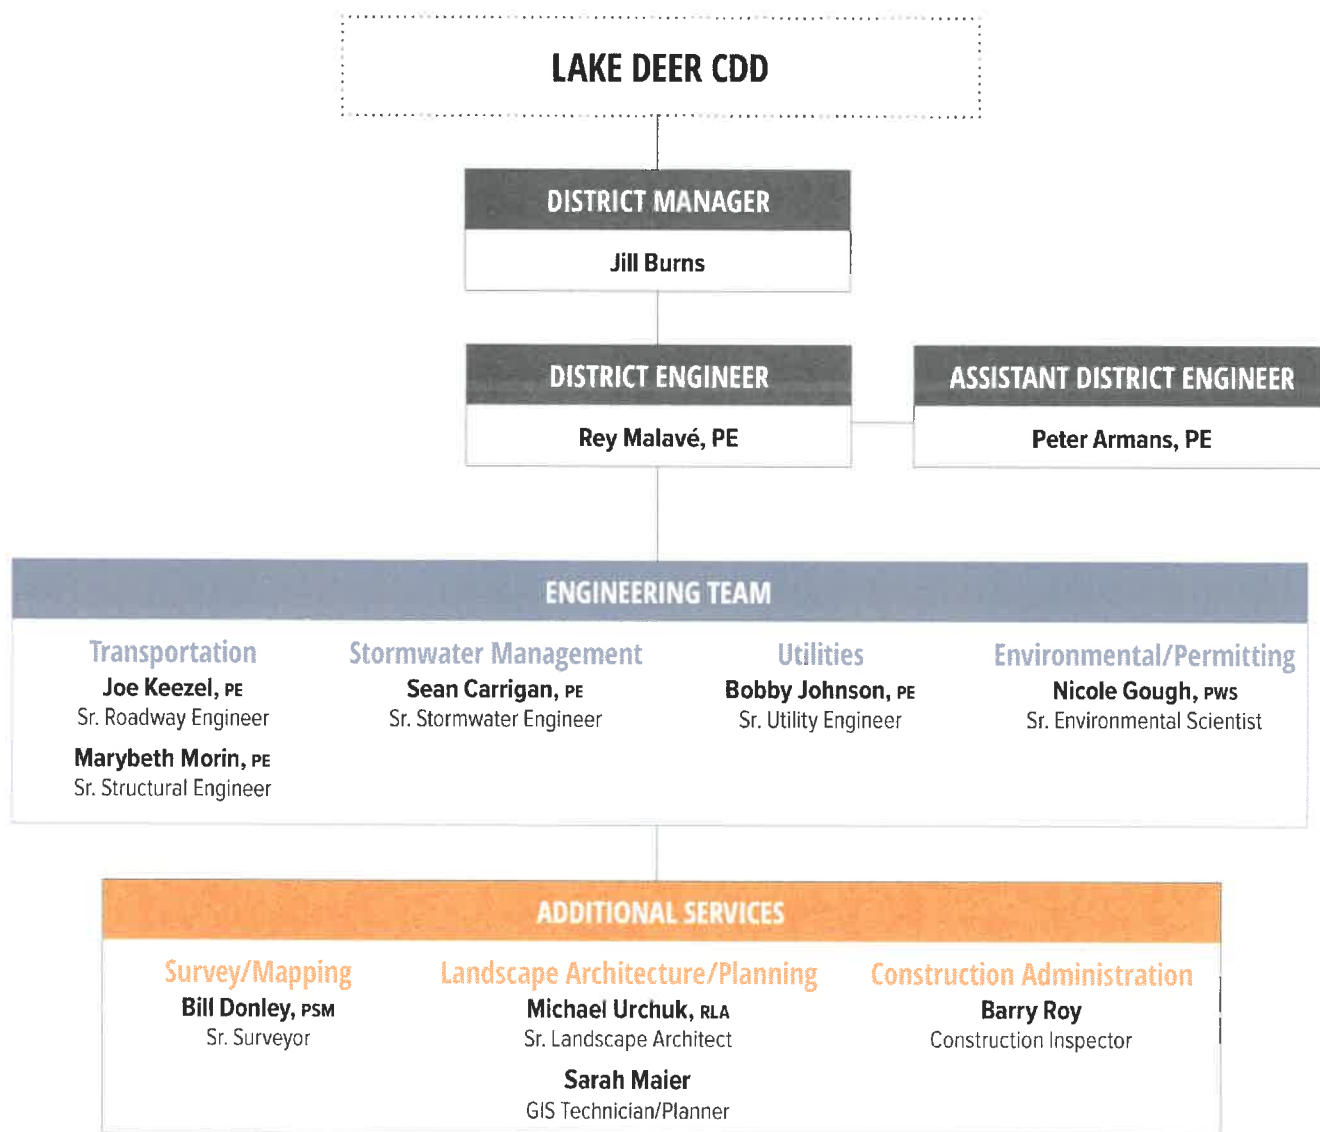 LAKE DEER CDD
DISTRICT MANAGER
Jill Burns
DISTRICT ENGINEER
Rey Malavé, PE
ASSISTANT DISTRICT ENGINEER
Peter Armans, PE
ENGINEERING TEAM
Transportation
Joe Keezel, PE
Sr. Roadway Engineer
Marybeth Morin, PE
Sr. Structural Engineer
Stormwater Management
Sean Carrigan, PE
Sr. Stormwater Engineer
Utilities
Bobby Johnson, PE
Sr. Utility Engineer
Environmental/Permitting
Nicole Gough, PWS
Sr. Environmental Scientist
ADDITIONAL SERVICES
Survey/Mapping
Bill Donley, PSM
Sr. Surveyor
Landscape Architecture/Planning
Michael Urchuk, RLA
Sr. Landscape Architect
Sarah Maier
GIS Technician/Planner
Construction Administration
Barry Roy
Construction Inspector